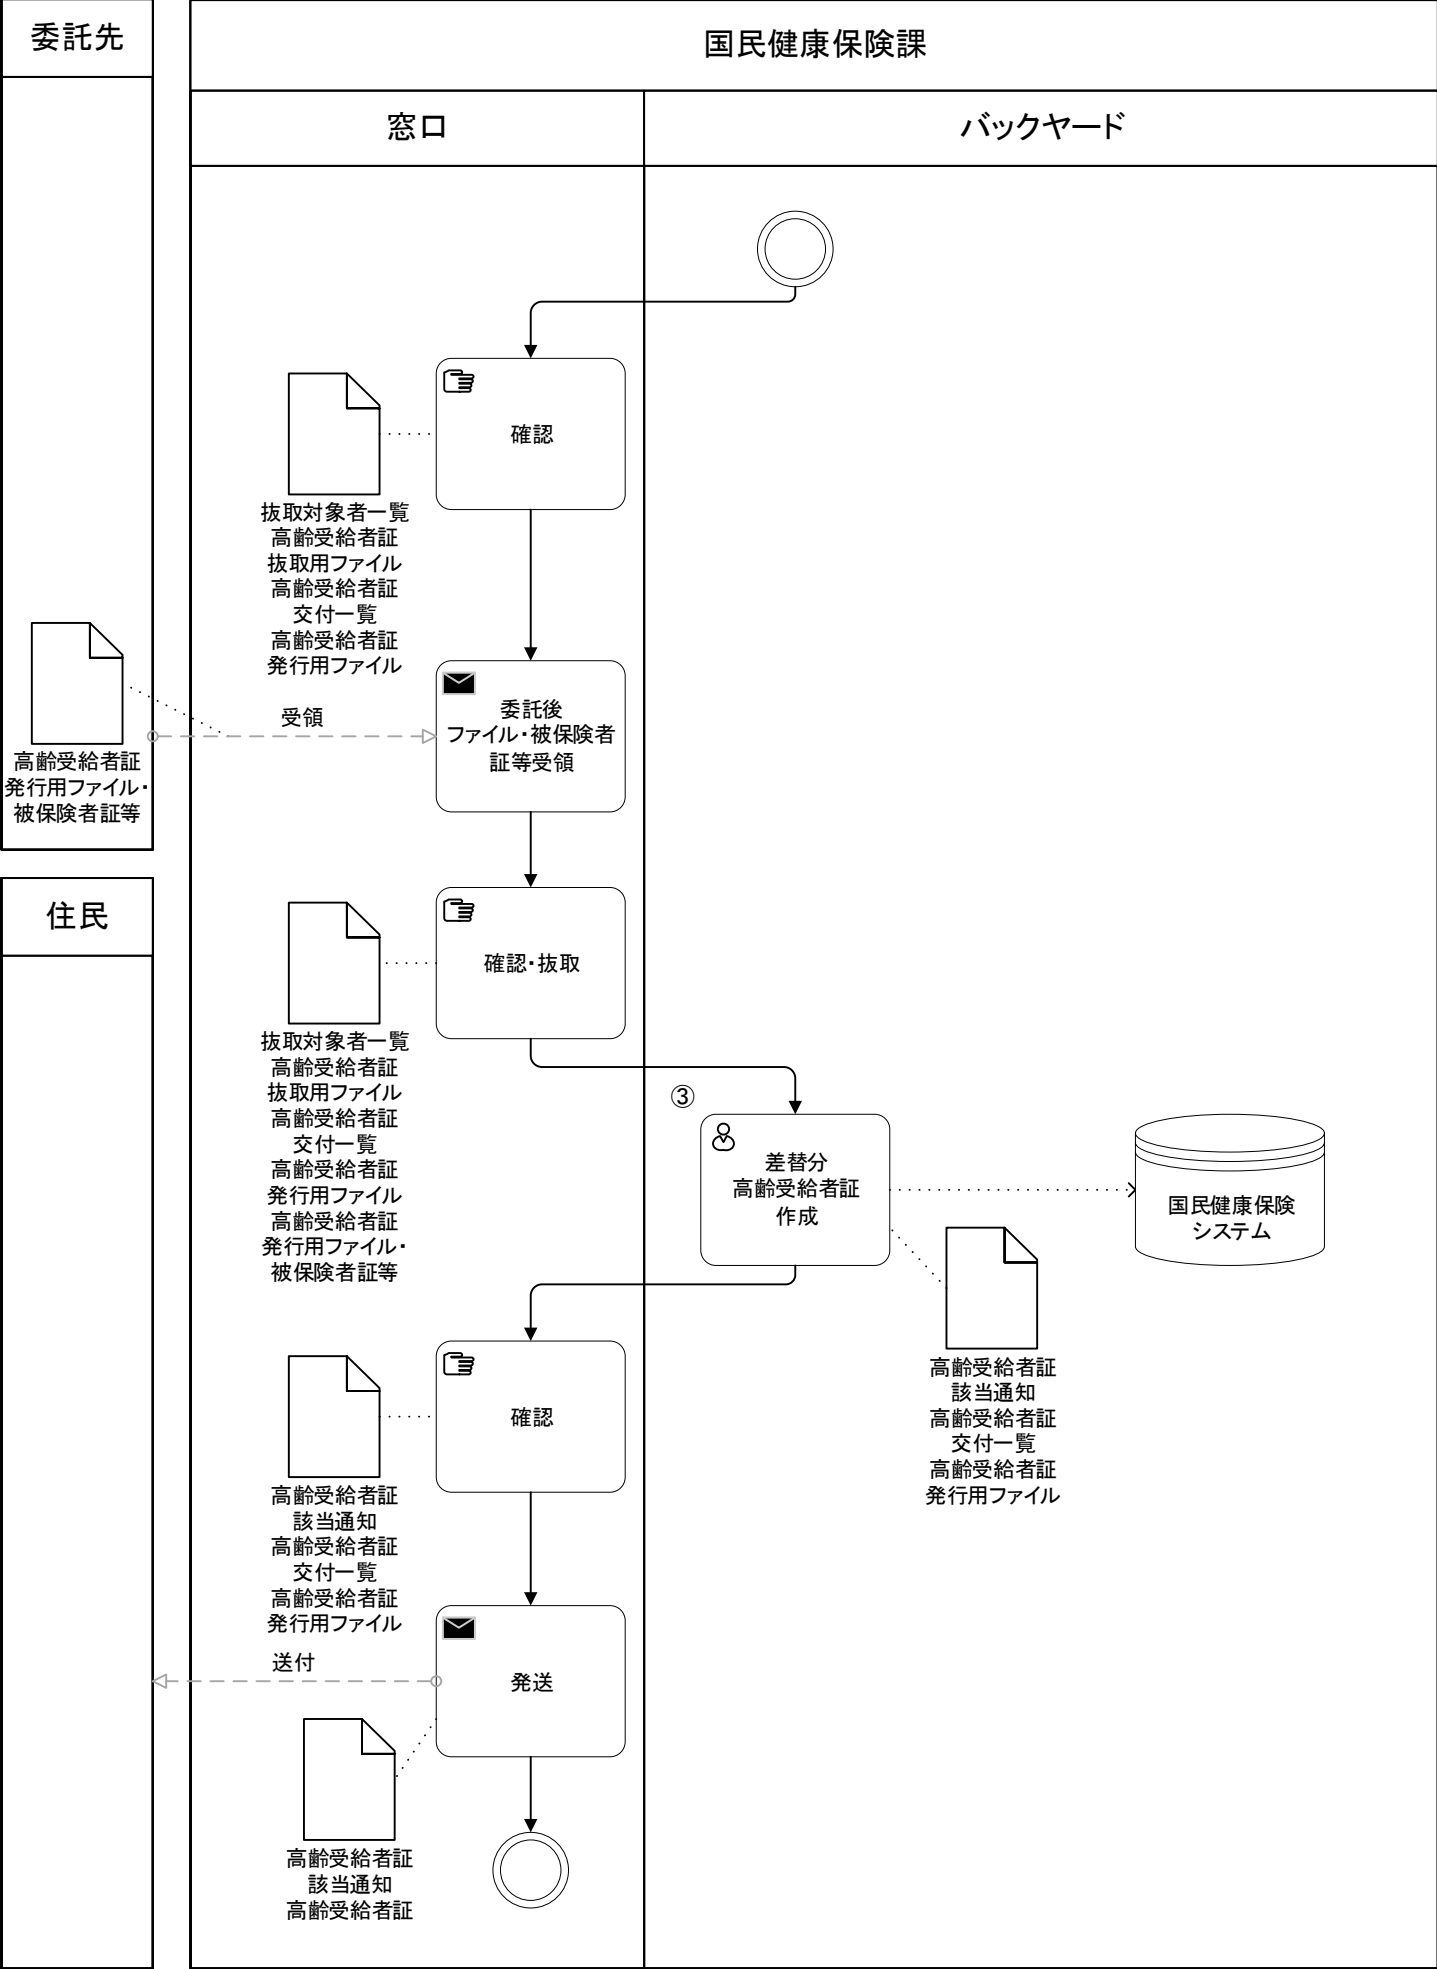 委託先
国民健康保険課
窓口
バックヤード
確認
抜取対象者一覧
高齢受給者証
抜取用ファイル
高齢受給者証
交付一覧
高齢受給者証
発行用ファイル
高齢受給者証
発行用ファイル・
被保険者証等
受領
委託後
ファイル・被保険者
証等受領
住民
確認・抜取
抜取対象者一覧
高齢受給者証
抜取用ファイル
高齢受給者証
交付一覧
高齢受給者証
発行用ファイル
高齢受給者証
発行用ファイル・
被保険者証等
③
差替分
高齢受給者証
作成
国民健康保険
システム
高齢受給者証
該当通知
高齢受給者証
交付一覧
高齢受給者証
発行用ファイル
確認
高齢受給者証
該当通知
高齢受給者証
交付一覧
高齢受給者証
発行用ファイル
送付
発送
高齢受給者証
該当通知
高齢受給者証